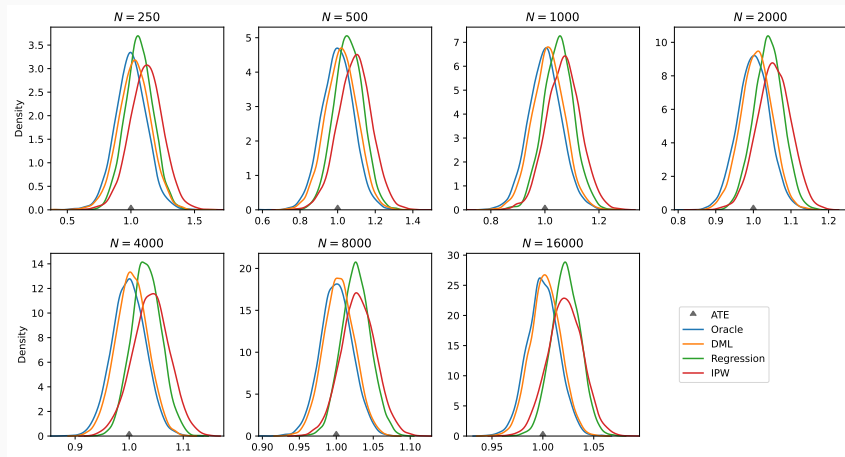 N = 250
N = 500
N = 1000
N = 2000
Density
3.5
3.0
2.5
2.0
1.5
1.0
0.5
0.0
0.5 1.0 1.5
5
4
3
2
1
0
0.6 0.8 1.0 1.2 1.4
7
6
5
4
3
2
1
0
0.8 1.0 1.2
10
8
6
4
2
0
0.8 0.9 1.0 1.1 1.2
N = 4000
N = 8000
N = 16000
Density
14
12
10
8
6
4
2
0
0.9 1.0 1.1
20
15
10
5
0
0.90 0.95 1.00 1.05 1.10
30
25
20
15
10
5
0
0.95 1.00 1.05
ATE
Oracle
DML
Regression
IPW